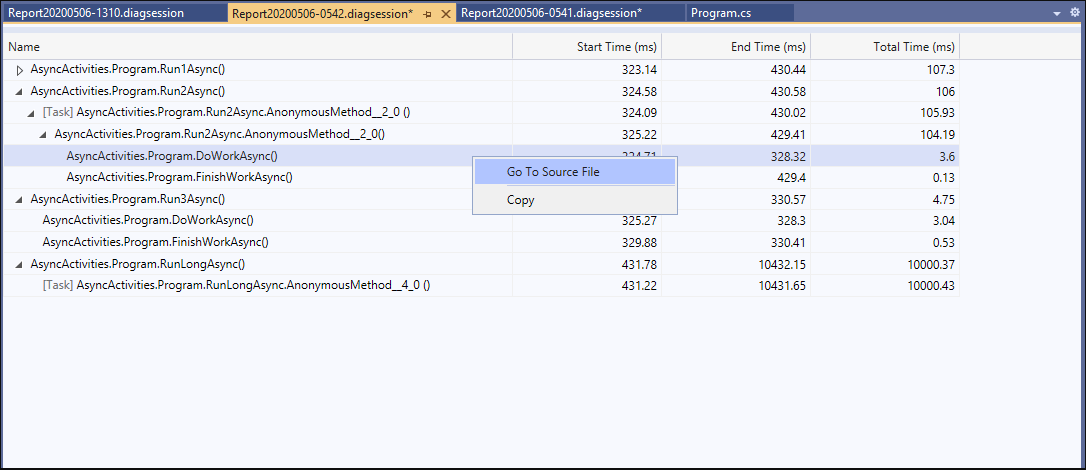 Report20200506-1310.diagsession Report20200506-0542.diagsession* Report20200506-0541.diagsession* Program.cs
Name Start Time (ms) End Time (ms) Total Time (ms)
AsyncActivities.Program.Run1Async() 323.14 430.44 107.3
AsyncActivities.Program.Run2Async() 324.58 430.58 106
[Task] AsyncActivities.Program.Run2Async.AnonymousMethod__2_0 () 324.09 430.02 105.93
AsyncActivities.Program.Run2Async.AnonymousMethod__2_0() 325.22 429.41 104.19
AsyncActivities.Program.DoWorkAsync() 328.32 3.6
Go To Source File
AsyncActivities.Program.FinishWorkAsync() 429.4 0.13
AsyncActivities.Program.Run3Async() 330.57 4.75
Copy
AsyncActivities.Program.DoWorkAsync() 325.27 328.3 3.04
AsyncActivities.Program.FinishWorkAsync() 329.88 330.41 0.53
AsyncActivities.Program.RunLongAsync() 431.78 10432.15 10000.37
[Task] AsyncActivities.Program.RunLongAsync.AnonymousMethod__4_0 () 431.22 10431.65 10000.43